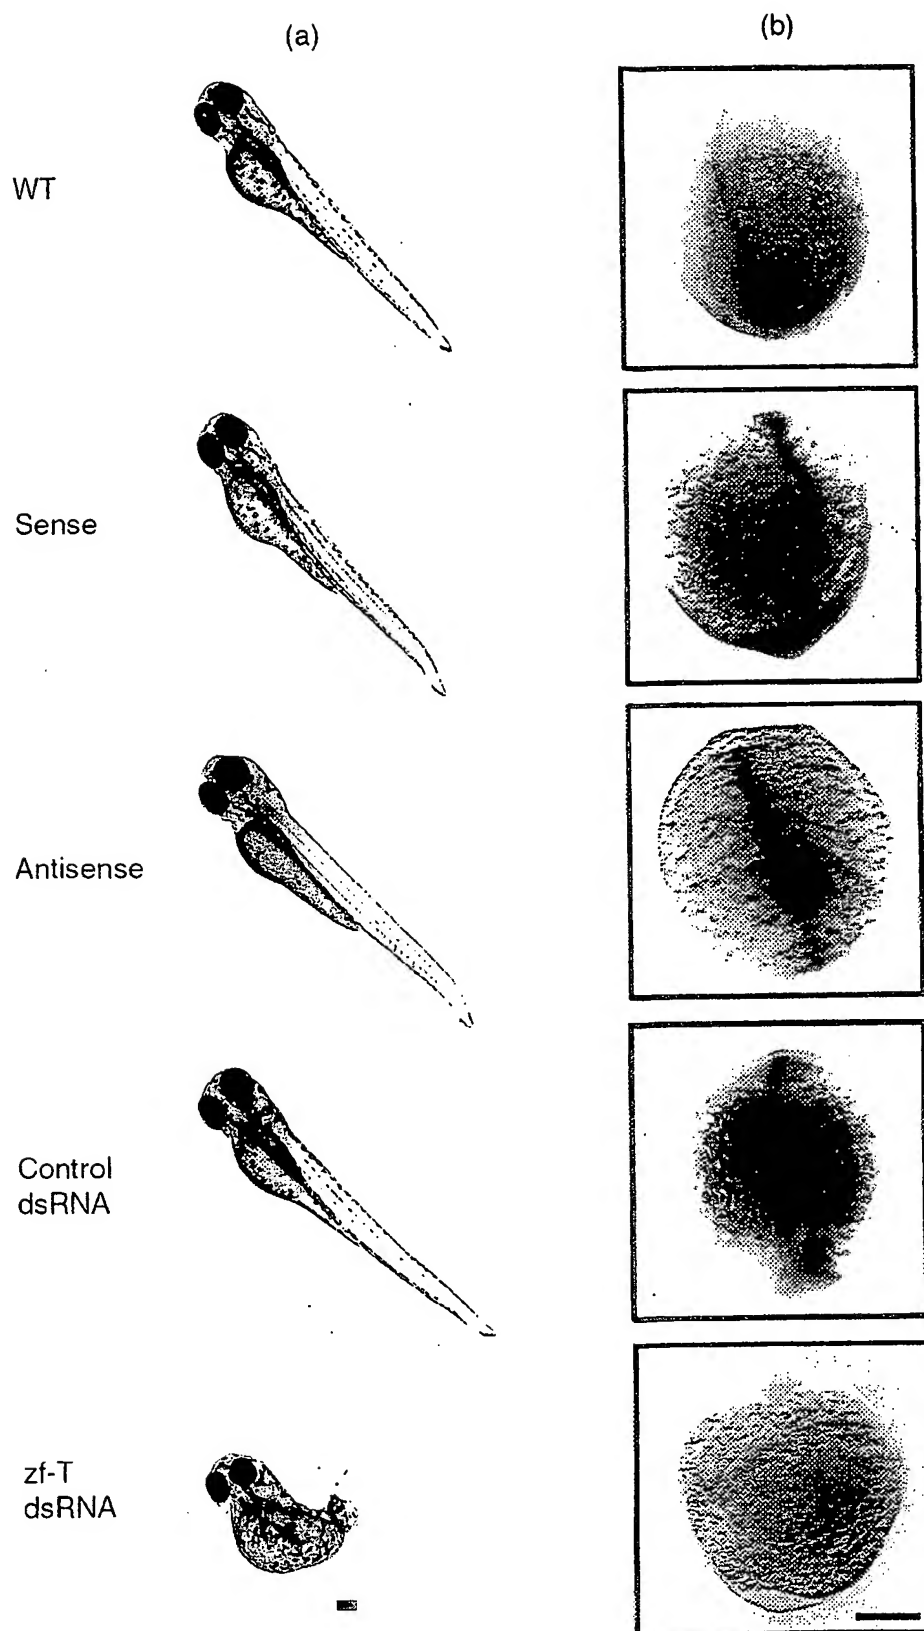 (a)
(b)
WT
Sense
Antisense
Control
dsRNA
zf-T
dsRNA